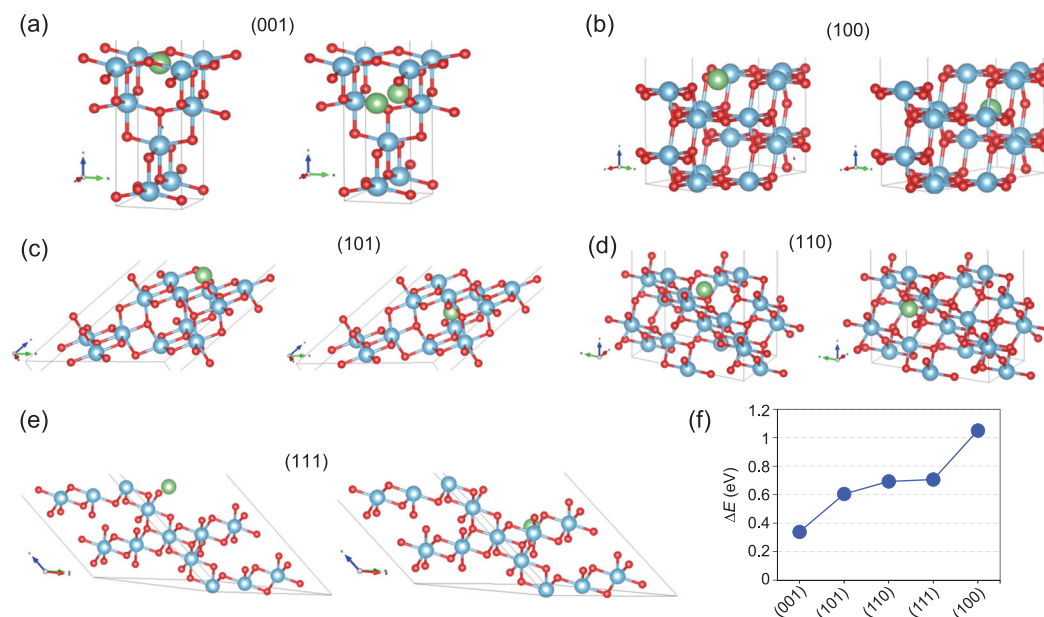 (a)
(001)
(b)
(100)
(c)
(101)
(d)
(110)
(e)
(111)
(f)
ΔE (eV)
1.2
1
0.8
0.6
0.4
0.2
0
(001)
(101)
(110)
(111)
(100)